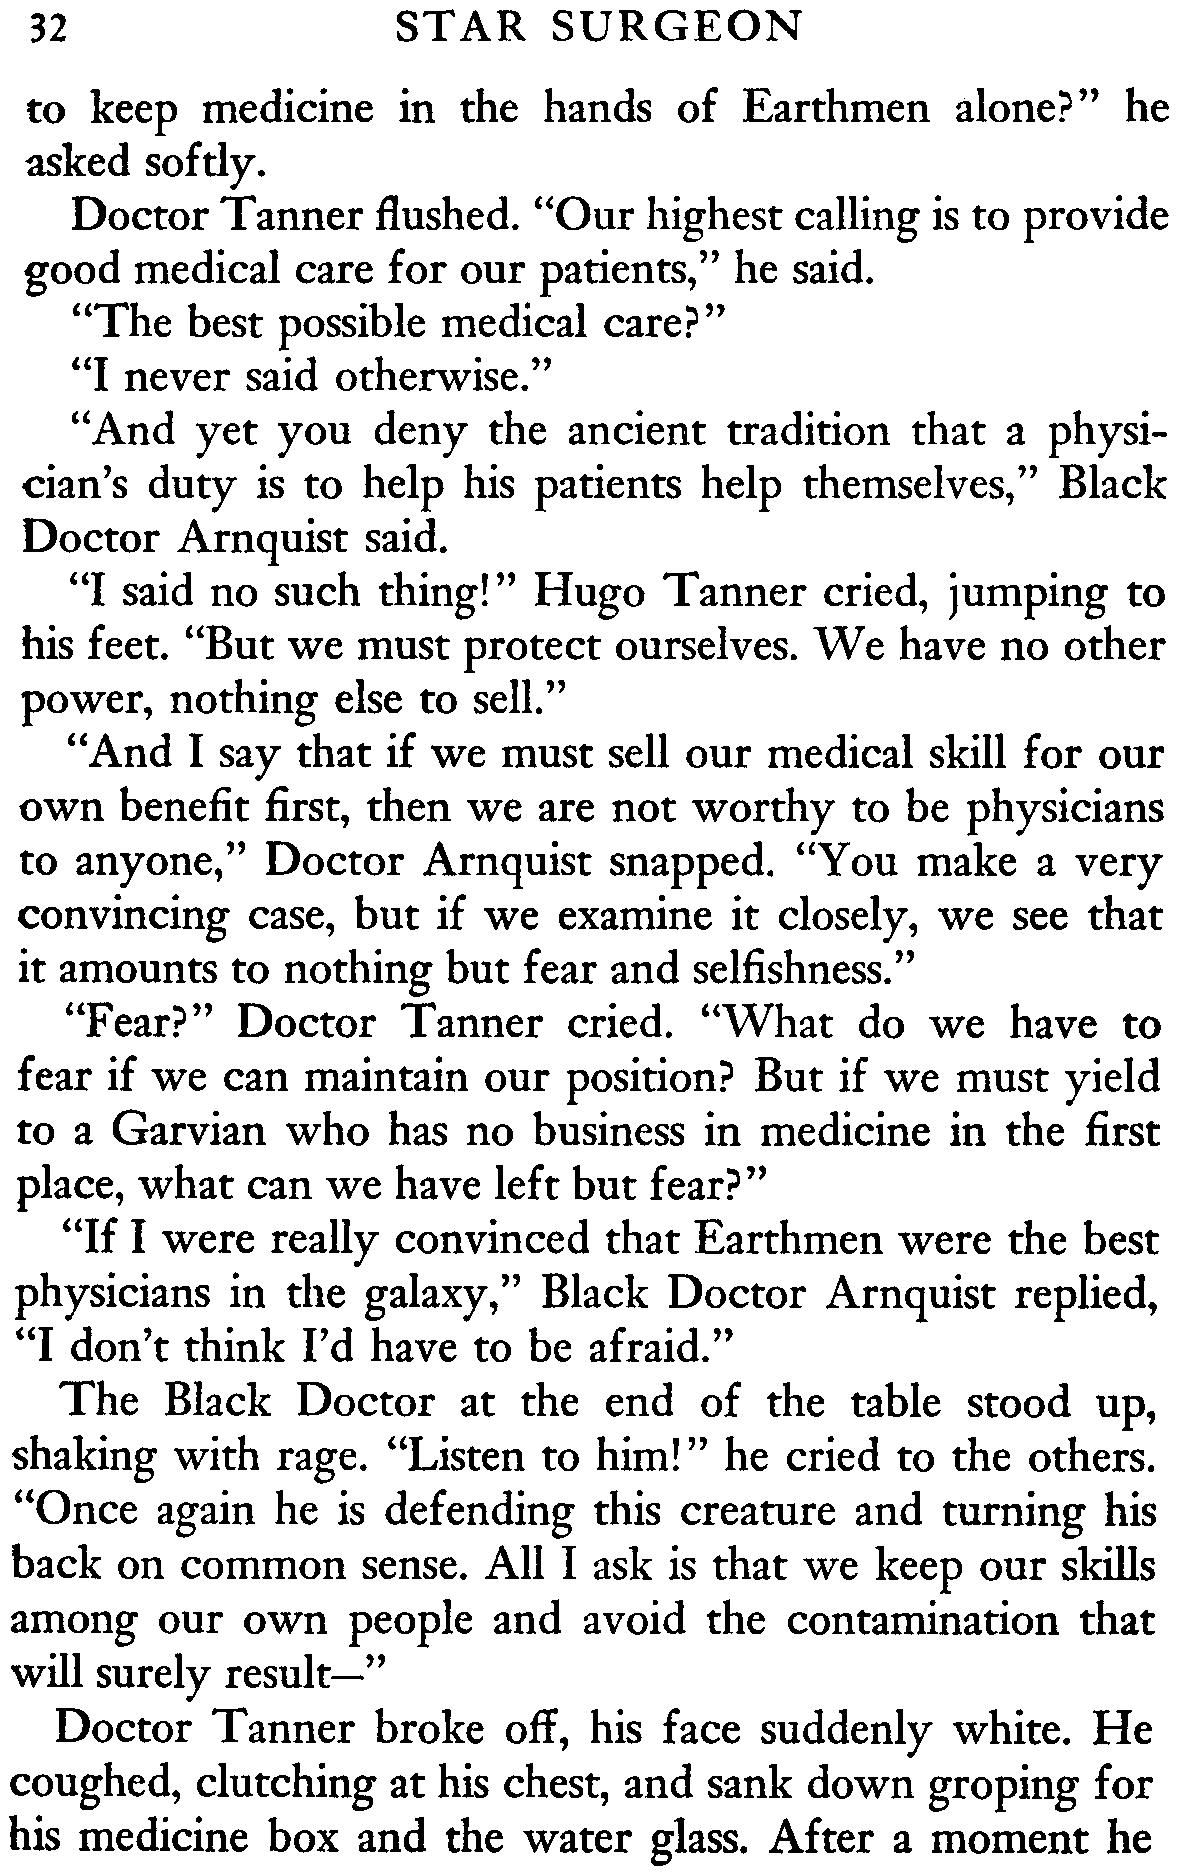 32 STAR SURGEON
to keep medicine in the hands of Earthmen alone?” he
asked softly.
Doctor Tanner flushed. “Our highest calling is to provide
good medical care for our patients,” he said.
“The best possible medical care?”
“I never said otherwise.”
“And yet you deny the ancient tradition that a physi-
cian’s duty is to help his patients help themselves,” Black
Doctor Arnquist said.
“I said no such thing!” Hugo Tanner cried, jumping to
his feet. “But we must protect ourselves. We have no other
power, nothing else to sell.”
“And I say that if we must sell our medical skill for our
own benefit first, then we are not worthy to be physicians
to anyone,” Doctor Arnquist snapped. “You make a very
convincing case, but if we examine it closely, we see that
it amounts to nothing but fear and selfishness.”
“Fear?” Doctor Tanner cried. “What do we have to
fear if we can maintain our position? But if we must yield
to a Garvian who has no business in medicine in the first
place, what can we have left but fear?”
“If I were really convinced that Earthmen were the best
physicians in the galaxy,” Black Doctor Arnquist replied,
“I don’t think I’d have to be afraid.”
The Black Doctor at the end of the table stood up,
shaking with rage. “Listen to him!” he cried to the others.
“Once again he is defending this creature and turning his
back on common sense. All I ask is that we keep our skills
among our own people and avoid the contamination that
will surely result—”
Doctor Tanner broke off, his face suddenly white. He
coughed, clutching at his chest, and sank down groping for
his medicine box and the water glass. After a moment he